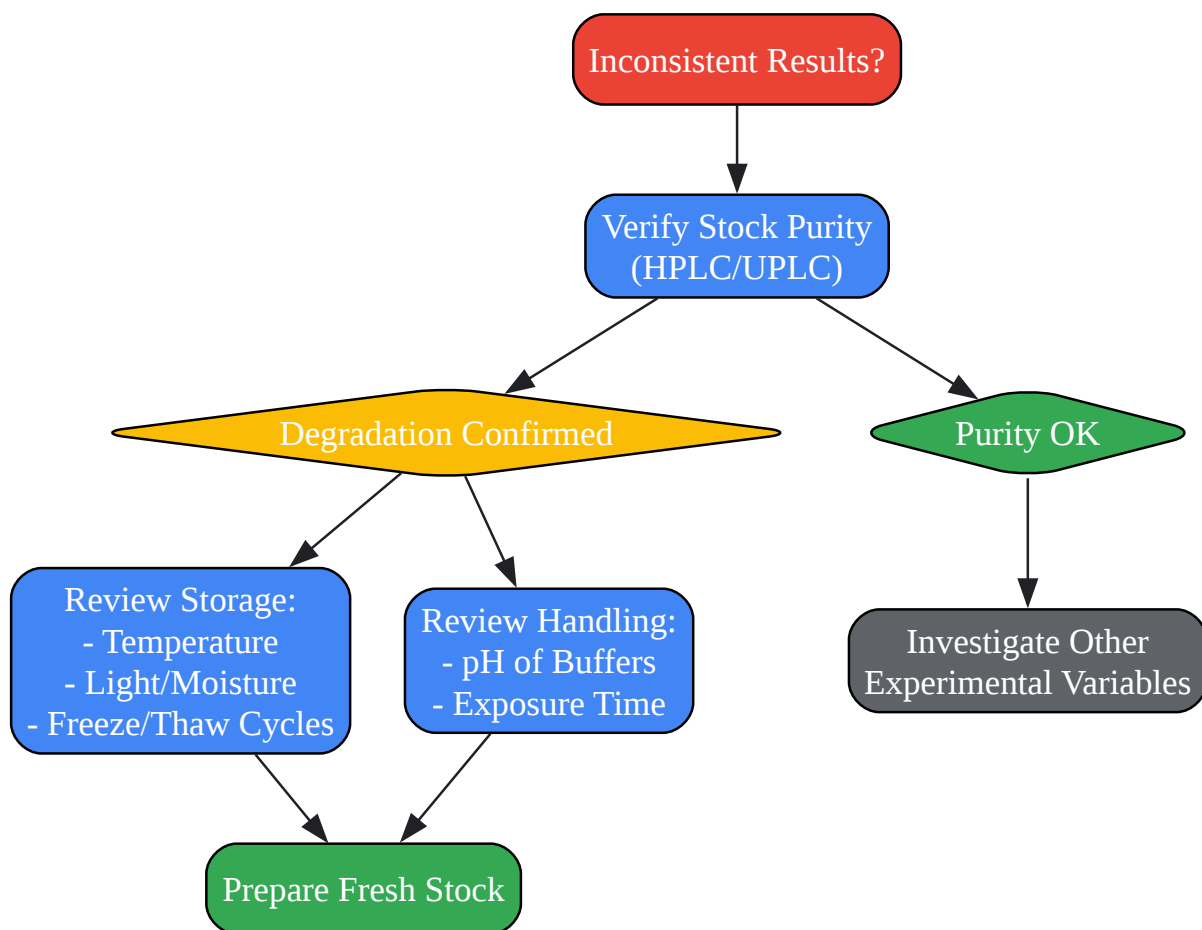 Inconsistent Results?
Verify Stock Purity
(HPLC/UPLC)
Degradation Confirmed
Purity OK
Review Storage:
- Temperature
- Light/Moisture
- Freeze/Thaw Cycles
Review Handling:
- pH of Buffers
- Exposure Time
Investigate Other
Experimental Variables
Prepare Fresh Stock